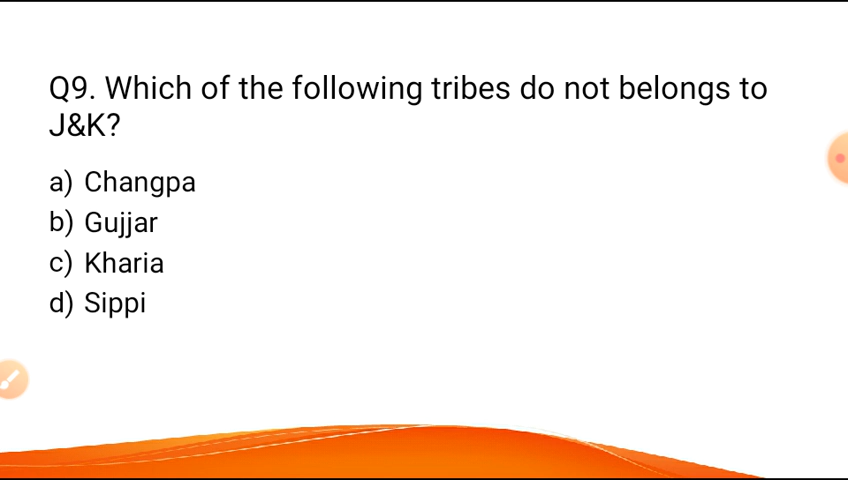 Q9. Which of the following tribes do not belongs to
J&K?
a) Changpa
b) Gujjar
c) Kharia
d) Sippi